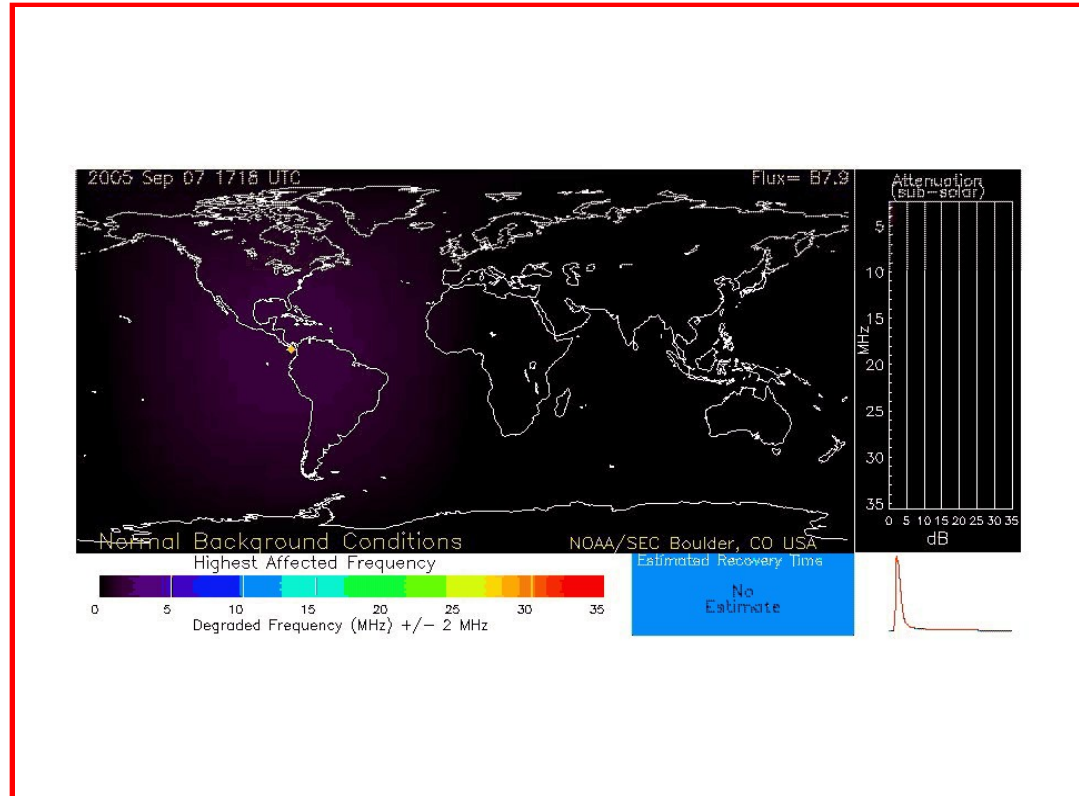 2005 Sep 07 1718 UTC
Flux= B7.9
Normal Background Conditions
NOAA/SEC Boulder, CO USA
Attenuation
(sub-solar)
5
10
15
20
25
30
35
MHz
0 5 10 15 20 25 30 35
dB
Highest Affected Frequency
0 5 10 15 20 25 30 35
Degraded Frequency (MHz) +/- 2 MHz
Estimated Recovery Time
No
Estimate